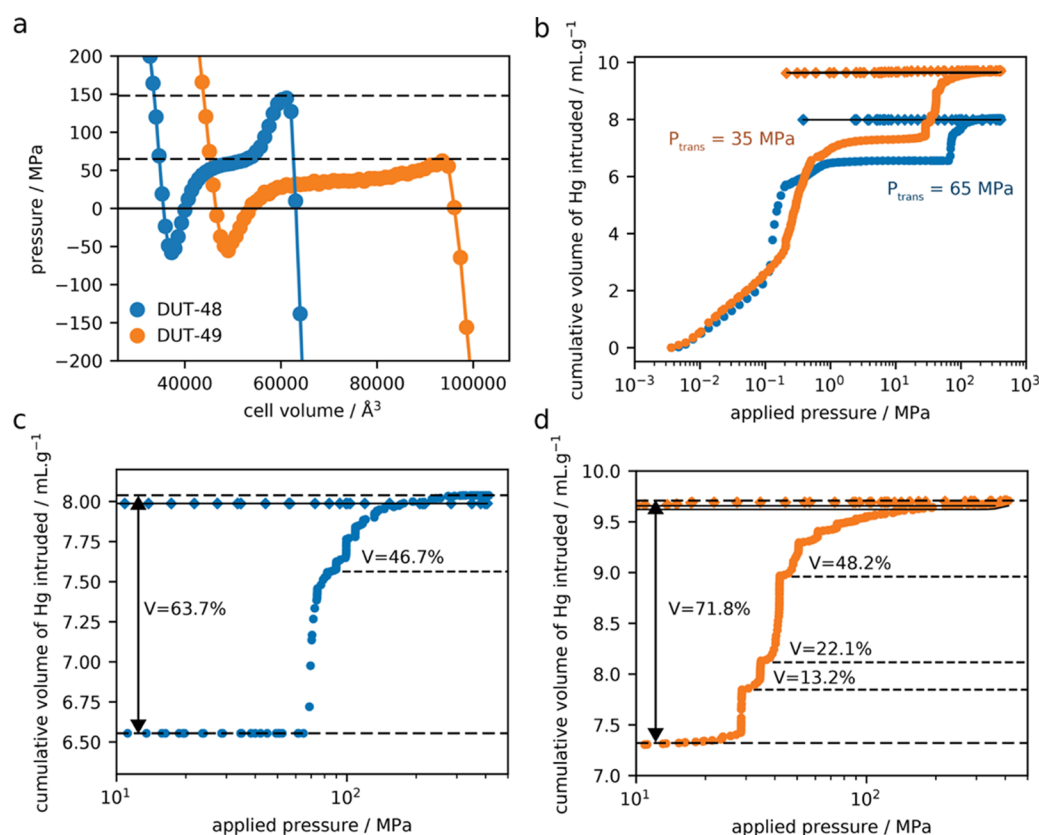 a
200
150
100
50
0
−50
−100
−150
−200
pressure / MPa
DUT-48
DUT-49
40000 60000 80000 100000
cell volume / Å³
b
10
8
6
4
2
0
cumulative volume of Hg intruded / mL.g⁻¹
P_trans = 35 MPa
P_trans = 65 MPa
10⁻³ 10⁻² 10⁻¹ 10⁰ 10¹ 10² 10³
applied pressure / MPa
c
8.00
7.75
7.50
7.25
7.00
6.75
6.50
cumulative volume of Hg intruded / mL.g⁻¹
V=46.7%
V=63.7%
10¹ 10²
applied pressure / MPa
d
10.0
9.5
9.0
8.5
8.0
7.5
7.0
cumulative volume of Hg intruded / mL.g⁻¹
V=48.2%
V=71.8%
V=22.1%
V=13.2%
10¹ 10²
applied pressure / MPa